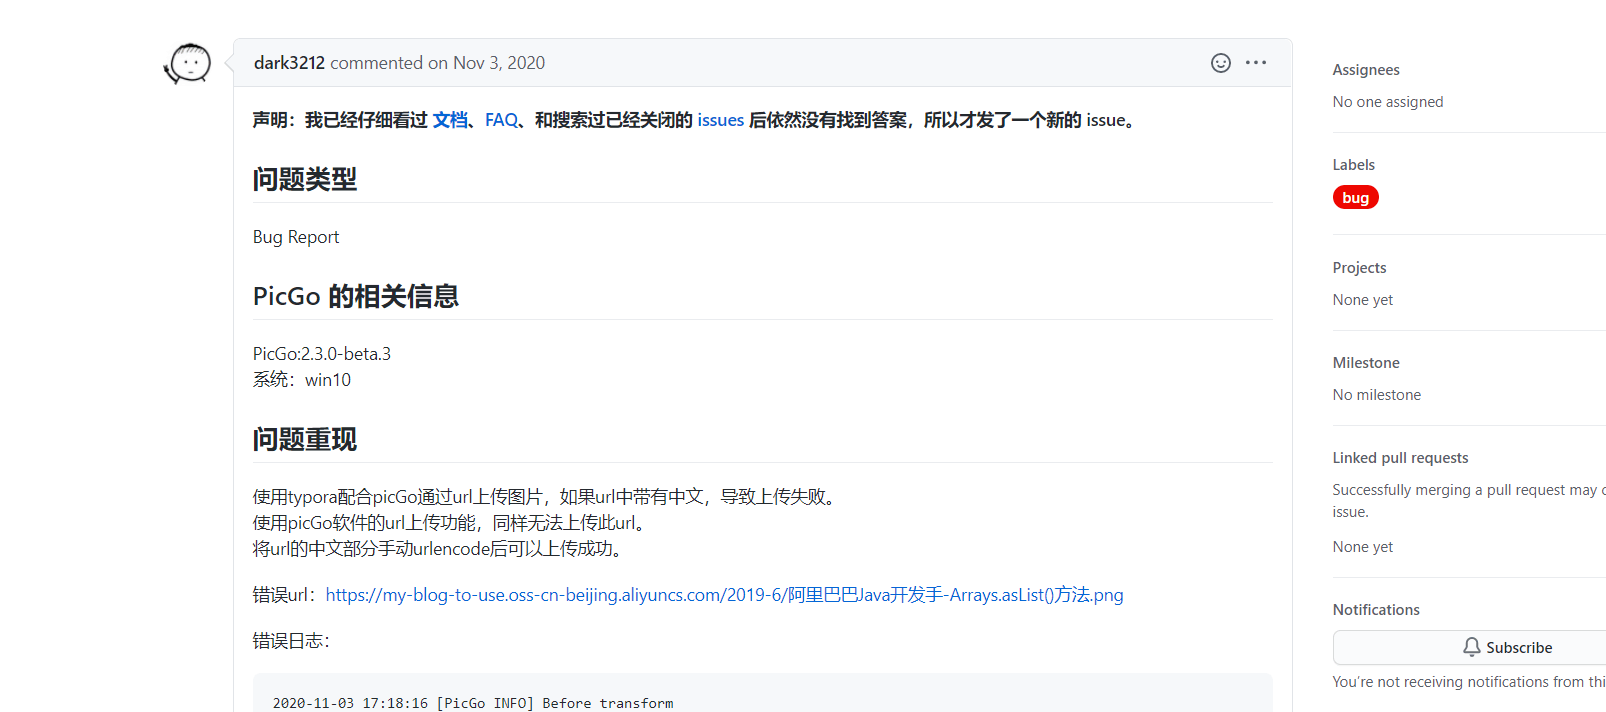 dark3212 commented on Nov 3, 2020
声明：我已经仔细看过 文档、FAQ、和搜索过已经关闭的 issues 后依然没有找到答案，所以才发了一个新的 issue。
问题类型
Bug Report
PicGo 的相关信息
PicGo:2.3.0-beta.3
系统：win10
问题重现
使用typora配合picGo通过url上传图片，如果url中带有中文，导致上传失败。
使用picGo软件的url上传功能，同样无法上传此url。
将url的中文部分手动urlencode后可以上传成功。
错误url：https://my-blog-to-use.oss-cn-beijing.aliyuncs.com/2019-6/阿里巴巴Java开发手-Arrays.asList()方法.png
错误日志：
2020-11-03 17:18:16 [PicGo INFO] Before transform
Assignees
No one assigned
Labels
bug
Projects
None yet
Milestone
No milestone
Linked pull requests
Successfully merging a pull request may
issue.
None yet
Notifications
Subscribe
You're not receiving notifications from